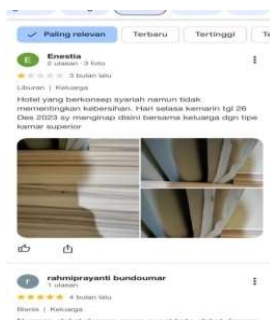 Paling relevan
Terbaru
Tertinggi
E
Enestia
2 ulasan · 3 foto
3 bulan lalu
Liburan | Keluarga
Hotel yang berkonsep syariah namun tidak
mementingkan kebersihan. Hari selasa kemarin tgl 26
Des 2023 sy menginap disini bersama keluarga dgn tipe
kamar superior
r
rahmiprayanti bundoumar
1 ulasan
4 bulan lalu
Bisnis | Keluarga